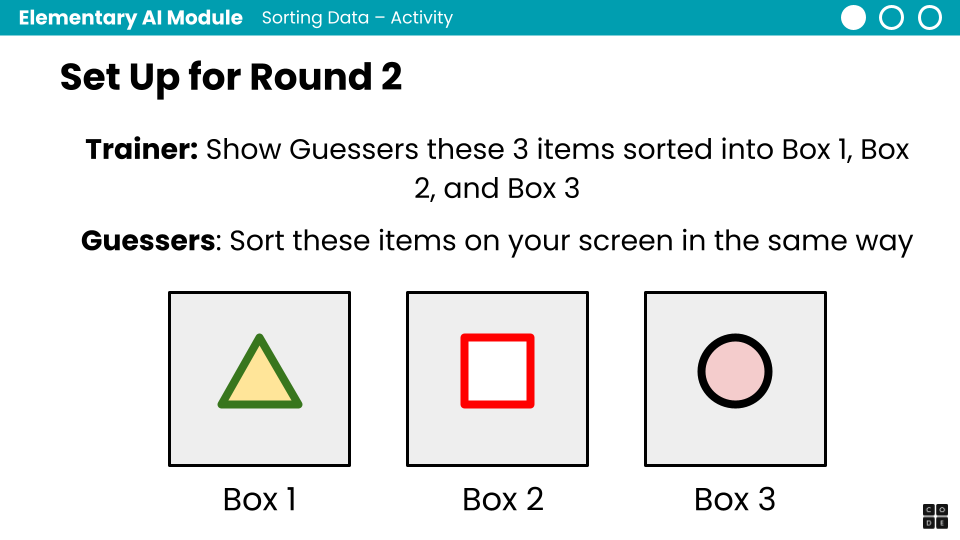 Elementary AI Module Sorting Data – Activity
Set Up for Round 2
Trainer: Show Guessers these 3 items sorted into Box 1, Box
2, and Box 3
Guessers: Sort these items on your screen in the same way
Box 1 Box 2 Box 3
C O
D E